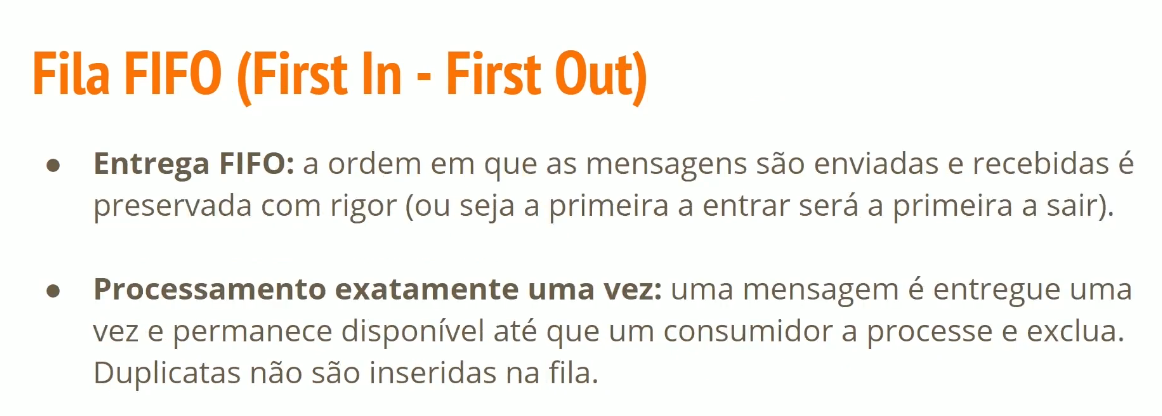 Fila FIFO (First In - First Out)
● Entrega FIFO: a ordem em que as mensagens são enviadas e recebidas é
preservada com rigor (ou seja a primeira a entrar será a primeira a sair).
● Processamento exatamente uma vez: uma mensagem é entregue uma
vez e permanece disponível até que um consumidor a processe e exclua.
Duplicatas não são inseridas na fila.